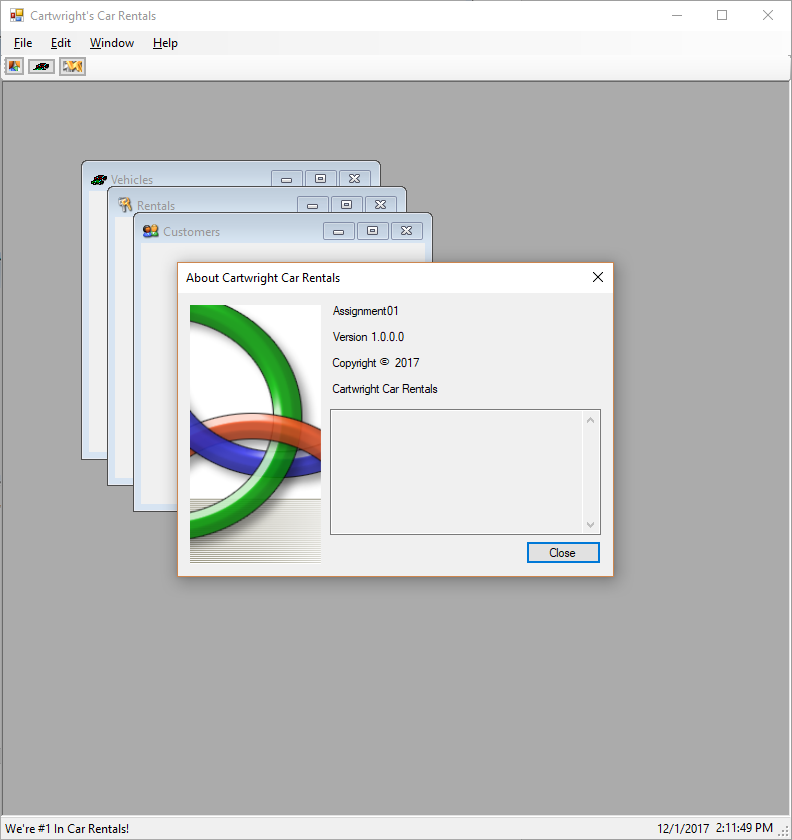 Cartwright's Car Rentals
File Edit Window Help
Vehicles
Rentals
Customers
About Cartwright Car Rentals
Assignment01
Version 1.0.0.0
Copyright © 2017
Cartwright Car Rentals
Close
We're #1 In Car Rentals! 12/1/2017 2:11:49 PM